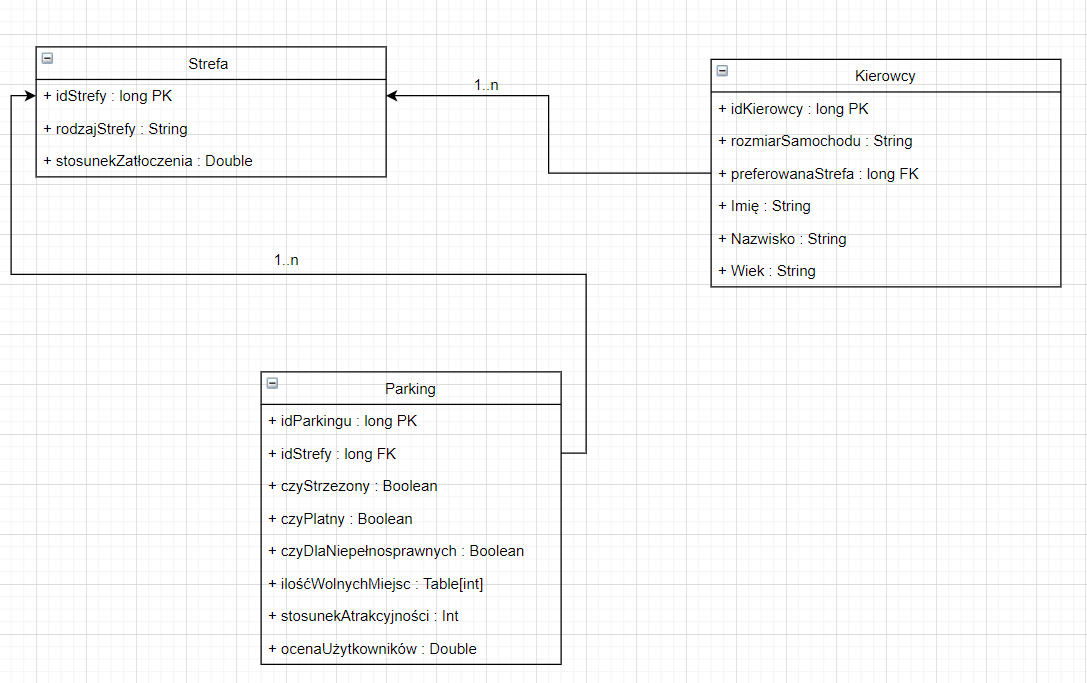 Strefa
+ idStrefy : long PK
+ rodzajStrefy : String
+ stosunekZatłoczenia : Double
1..n
Kierowcy
+ idKierowcy : long PK
+ rozmiarSamochodu : String
+ preferowanaStrefa : long FK
+ Imię : String
+ Nazwisko : String
+ Wiek : String
1..n
Parking
+ idParkingu : long PK
+ idStrefy : long FK
+ czyStrzezony : Boolean
+ czyPlatny : Boolean
+ czyDlaNiepełnosprawnych : Boolean
+ ilośćWolnychMiejsc : Table[int]
+ stosunekAtrakcyjności : Int
+ ocenaUżytkowników : Double